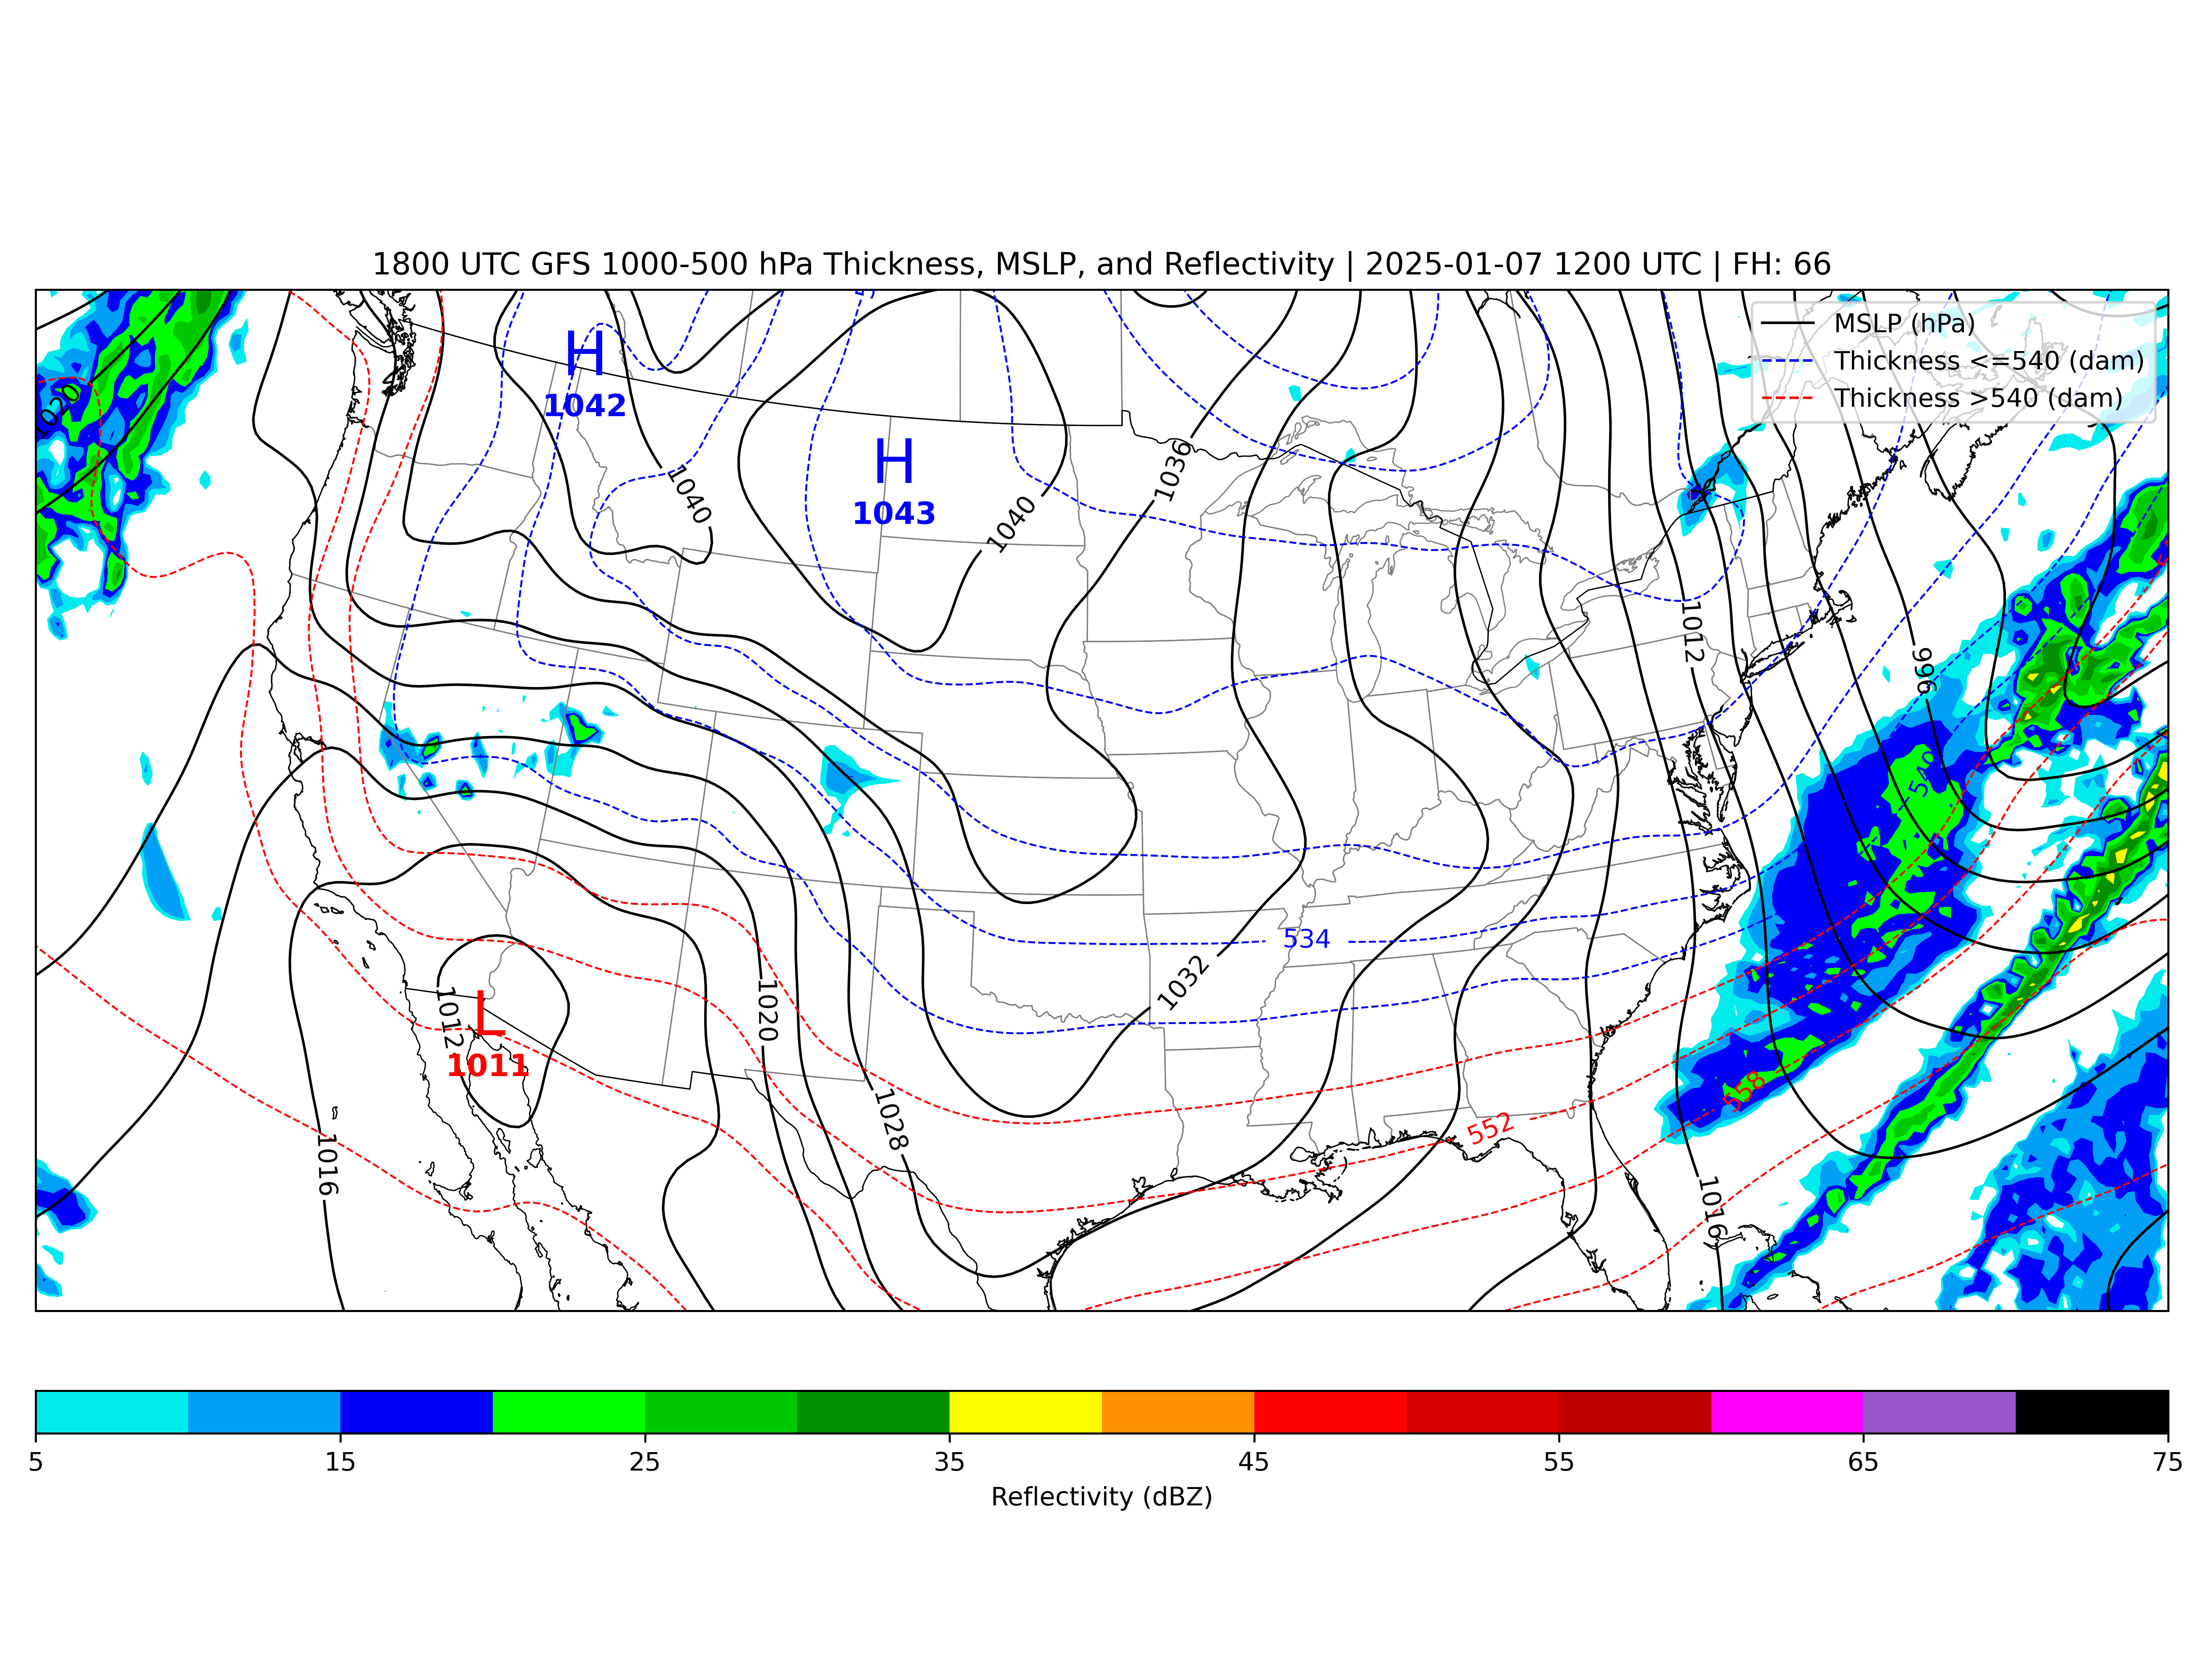 1800 UTC GFS 1000-500 hPa Thickness, MSLP, and Reflectivity | 2025-01-07 1200 UTC | FH: 66
MSLP (hPa)
Thickness <=540 (dam)
Thickness >540 (dam)
H
1042
1020
H
1043
1040
1040
1036
1012
996
540
534
1032
1012
L
1011
1020
1028
558
552
1016
1016
5 15 25 35 45 55 65 75
Reflectivity (dBZ)